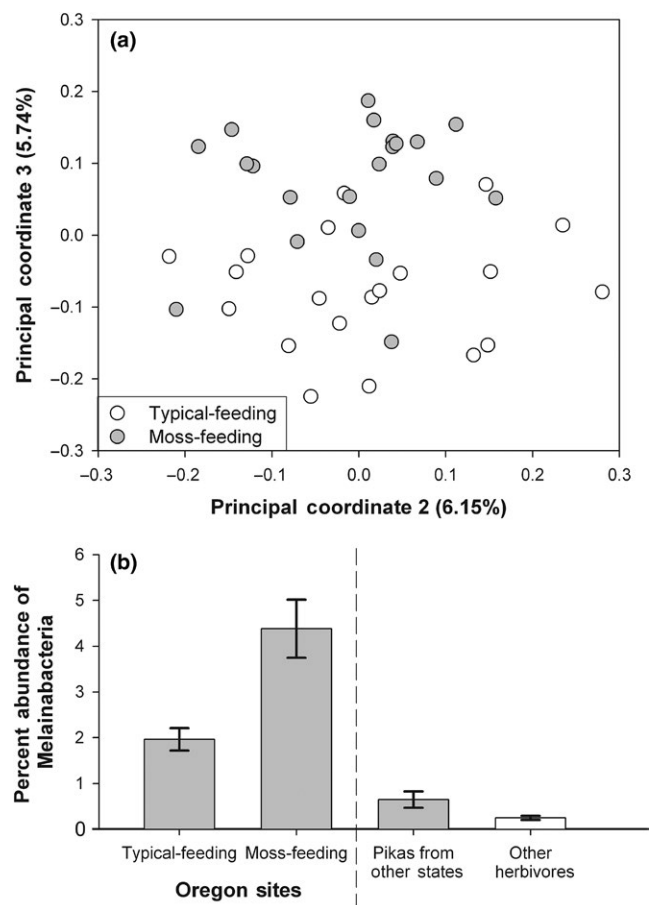 (a)
0.3
0.2
0.1
0.0
–0.1
–0.2
–0.3
Principal coordinate 3 (5.74%)
Typical-feeding
Moss-feeding
–0.3 –0.2 –0.1 0.0 0.1 0.2 0.3
Principal coordinate 2 (6.15%)
(b)
6
5
4
3
2
1
0
Percent abundance of
Melainabacteria
Typical-feeding Moss-feeding Pikas from Other
other states herbivores
Oregon sites